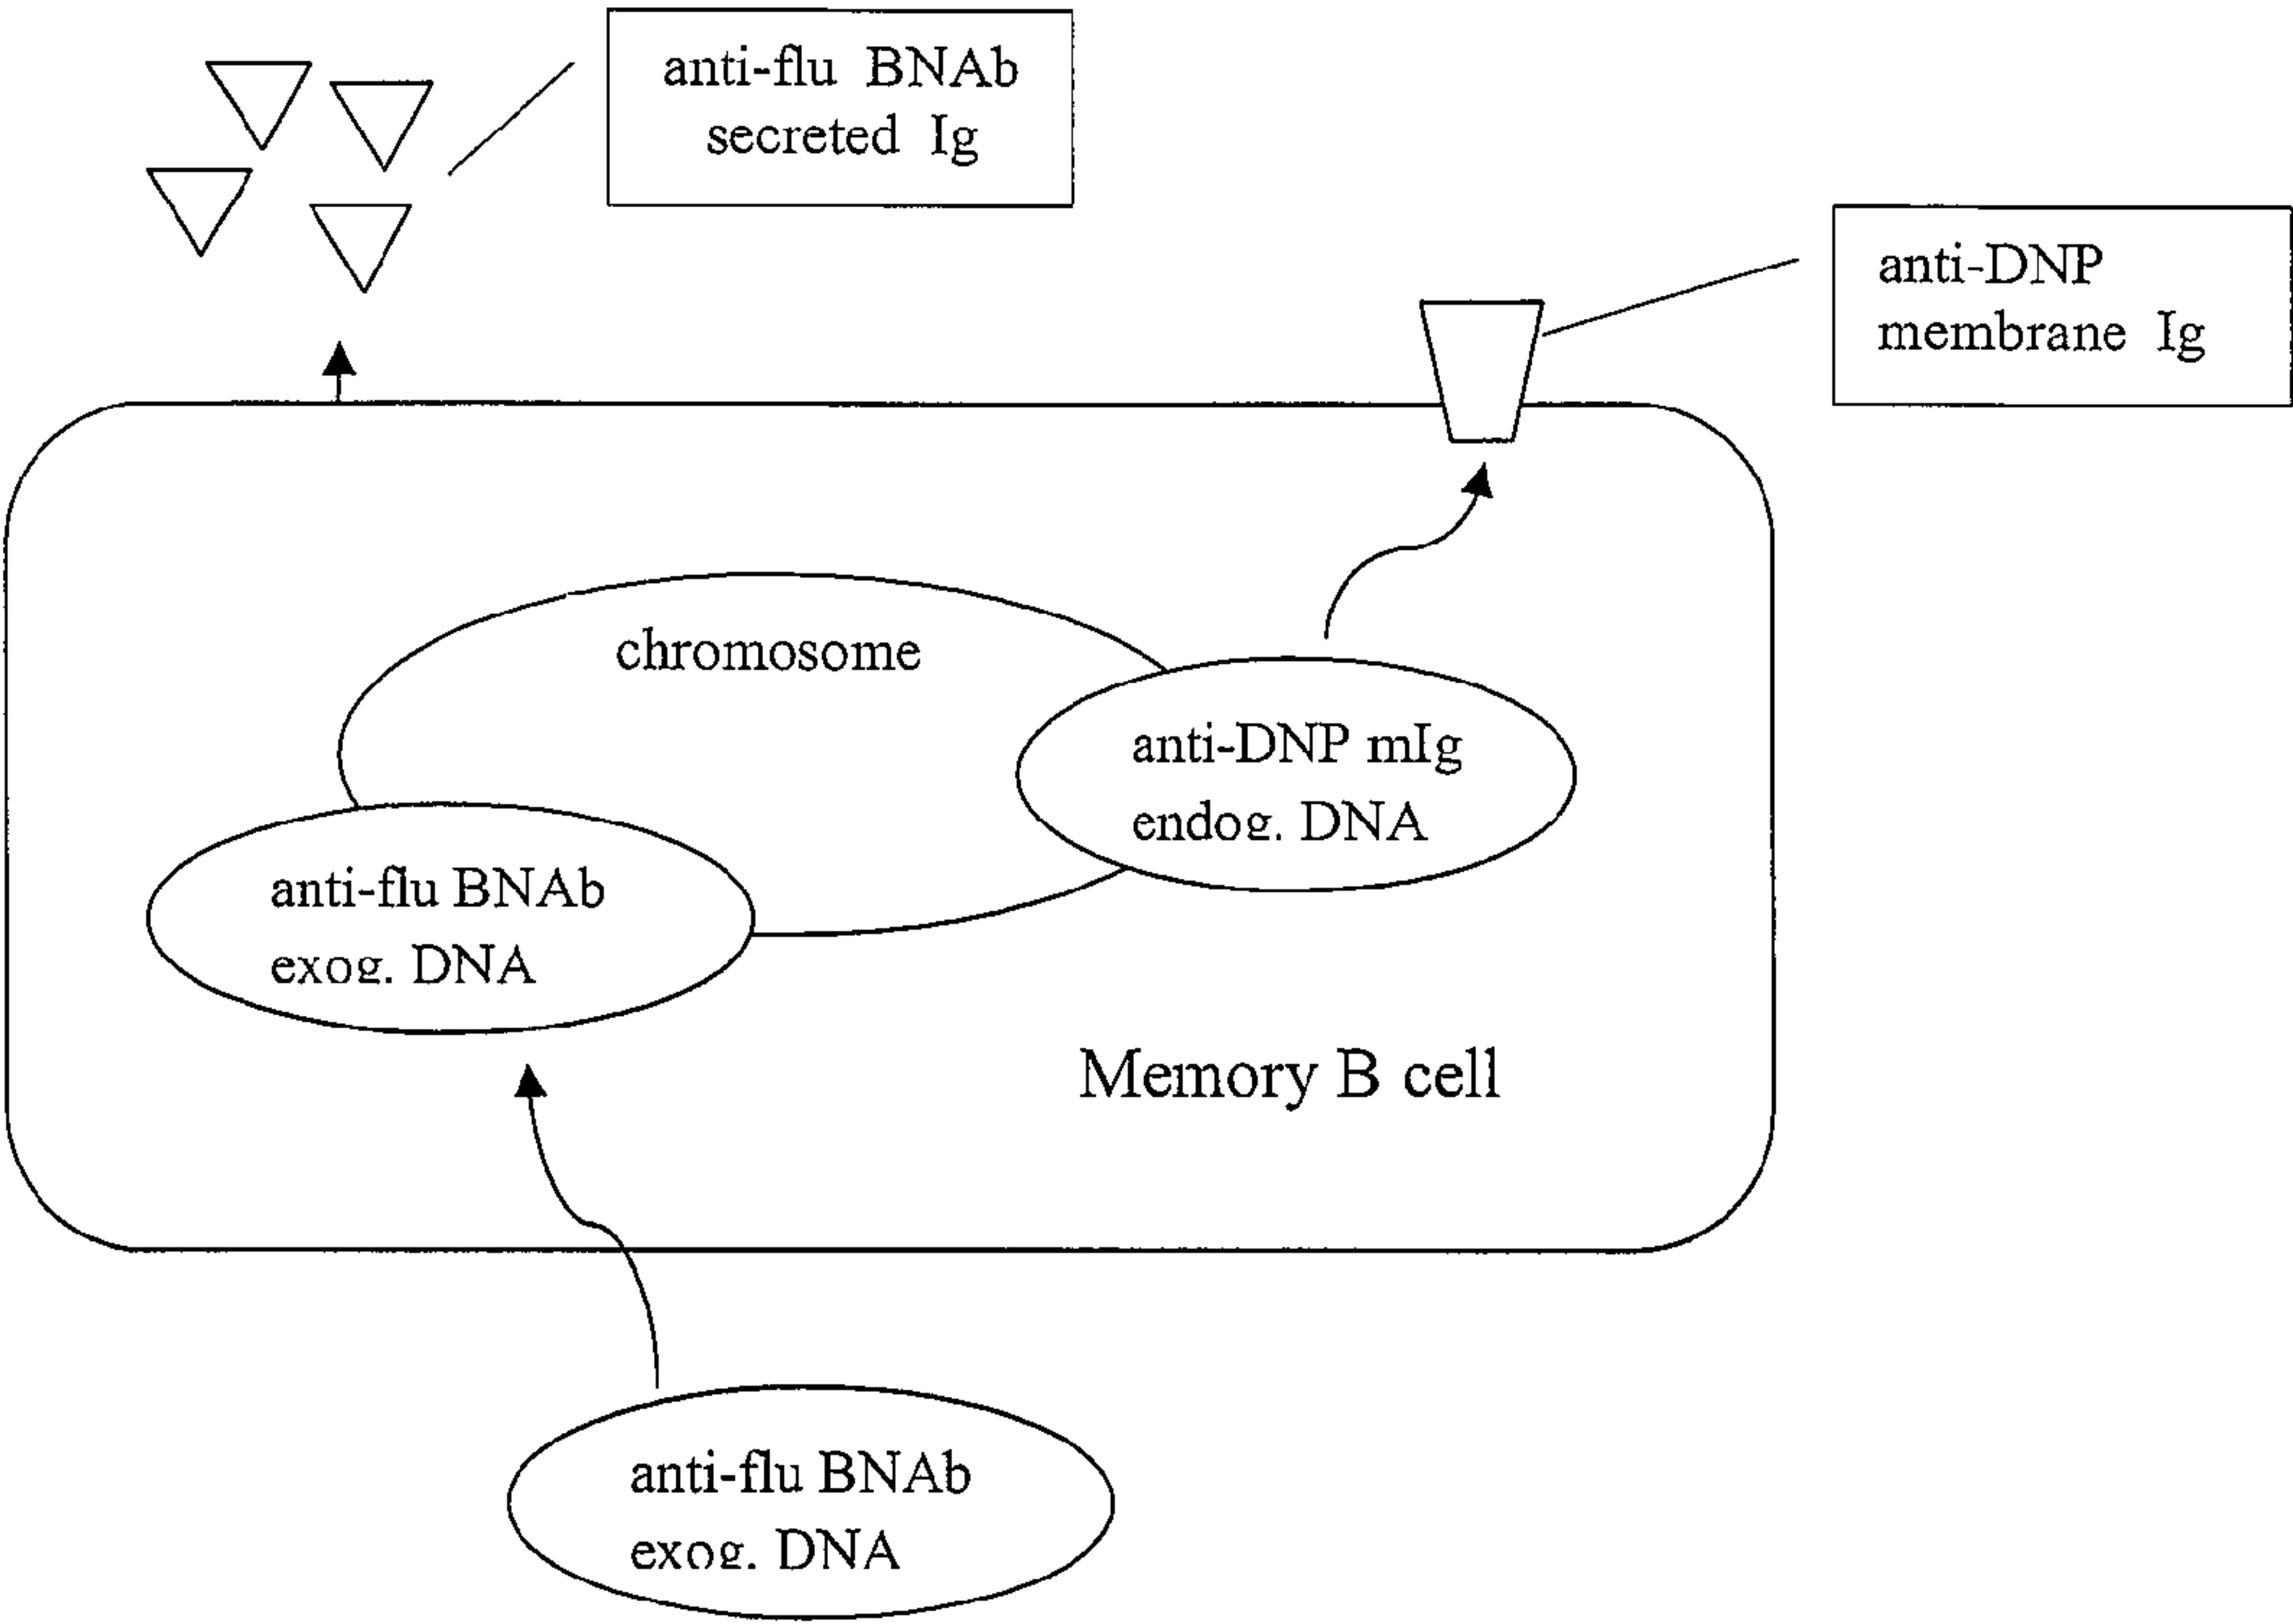 anti-flu BNAb
secreted Ig
anti-DNP
membrane Ig
chromosome
anti-DNP mIg
endog. DNA
anti-flu BNAb
exog. DNA
Memory B cell
anti-flu BNAb
exog. DNA